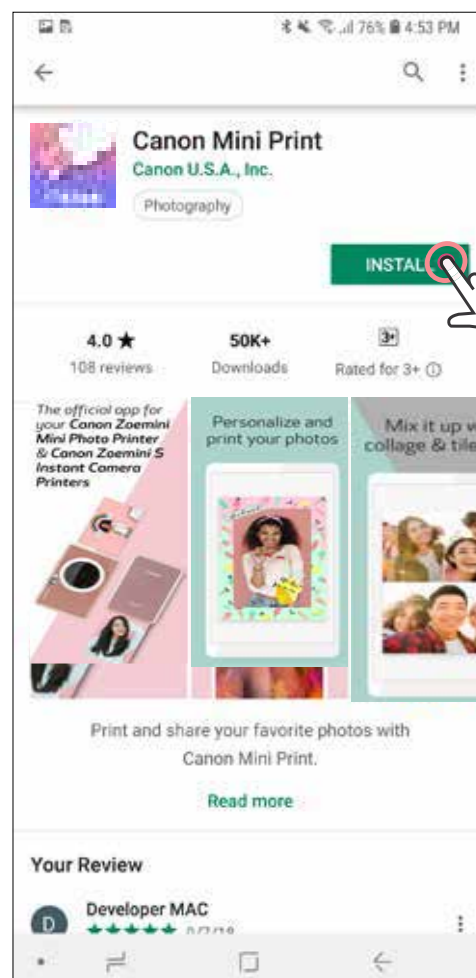 76% 4:53 PM
Canon Mini Print
Canon U.S.A., Inc.
Photography
INSTALL
4.0 ★
108 reviews
50K+
Downloads
3+
Rated for 3+
The official app for
your Canon Zoemini
Mini Photo Printer
& Canon Zoemini S
Instant Camera
Printers
Personalize and
print your photos
Mix it up
collage & tile
Print and share your favorite photos with
Canon Mini Print.
Read more
Your Review
D
Developer MAC